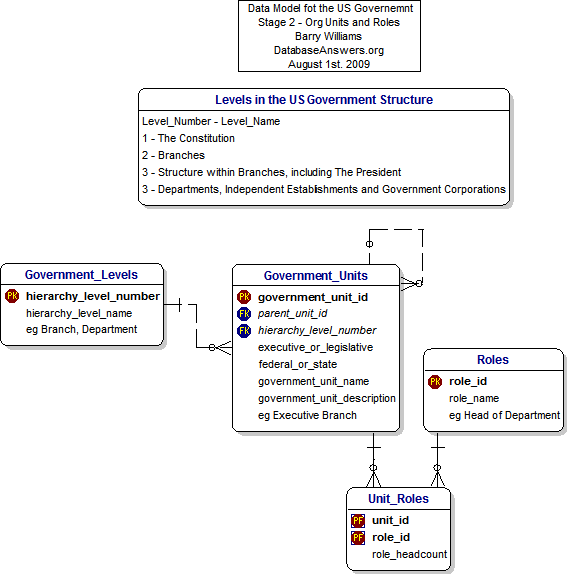 Data Model fot the US Governemnt
Stage 2 - Org Units and Roles
Barry Williams
DatabaseAnswers.org
August 1st. 2009
Levels in the US Government Structure
Level_Number - Level_Name
1 - The Constitution
2 - Branches
3 - Structure within Branches, including The President
3 - Departments, Independent Establishments and Government Corporations
Government_Levels
PK hierarchy_level_number
hierarchy_level_name
eg Branch, Department
Government_Units
PK government_unit_id
FK parent_unit_id
FK hierarchy_level_number
executive_or_legislative
federal_or_state
government_unit_name
government_unit_description
eg Executive Branch
Roles
PK role_id
role_name
eg Head of Department
Unit_Roles
PF unit_id
PF role_id
role_headcount